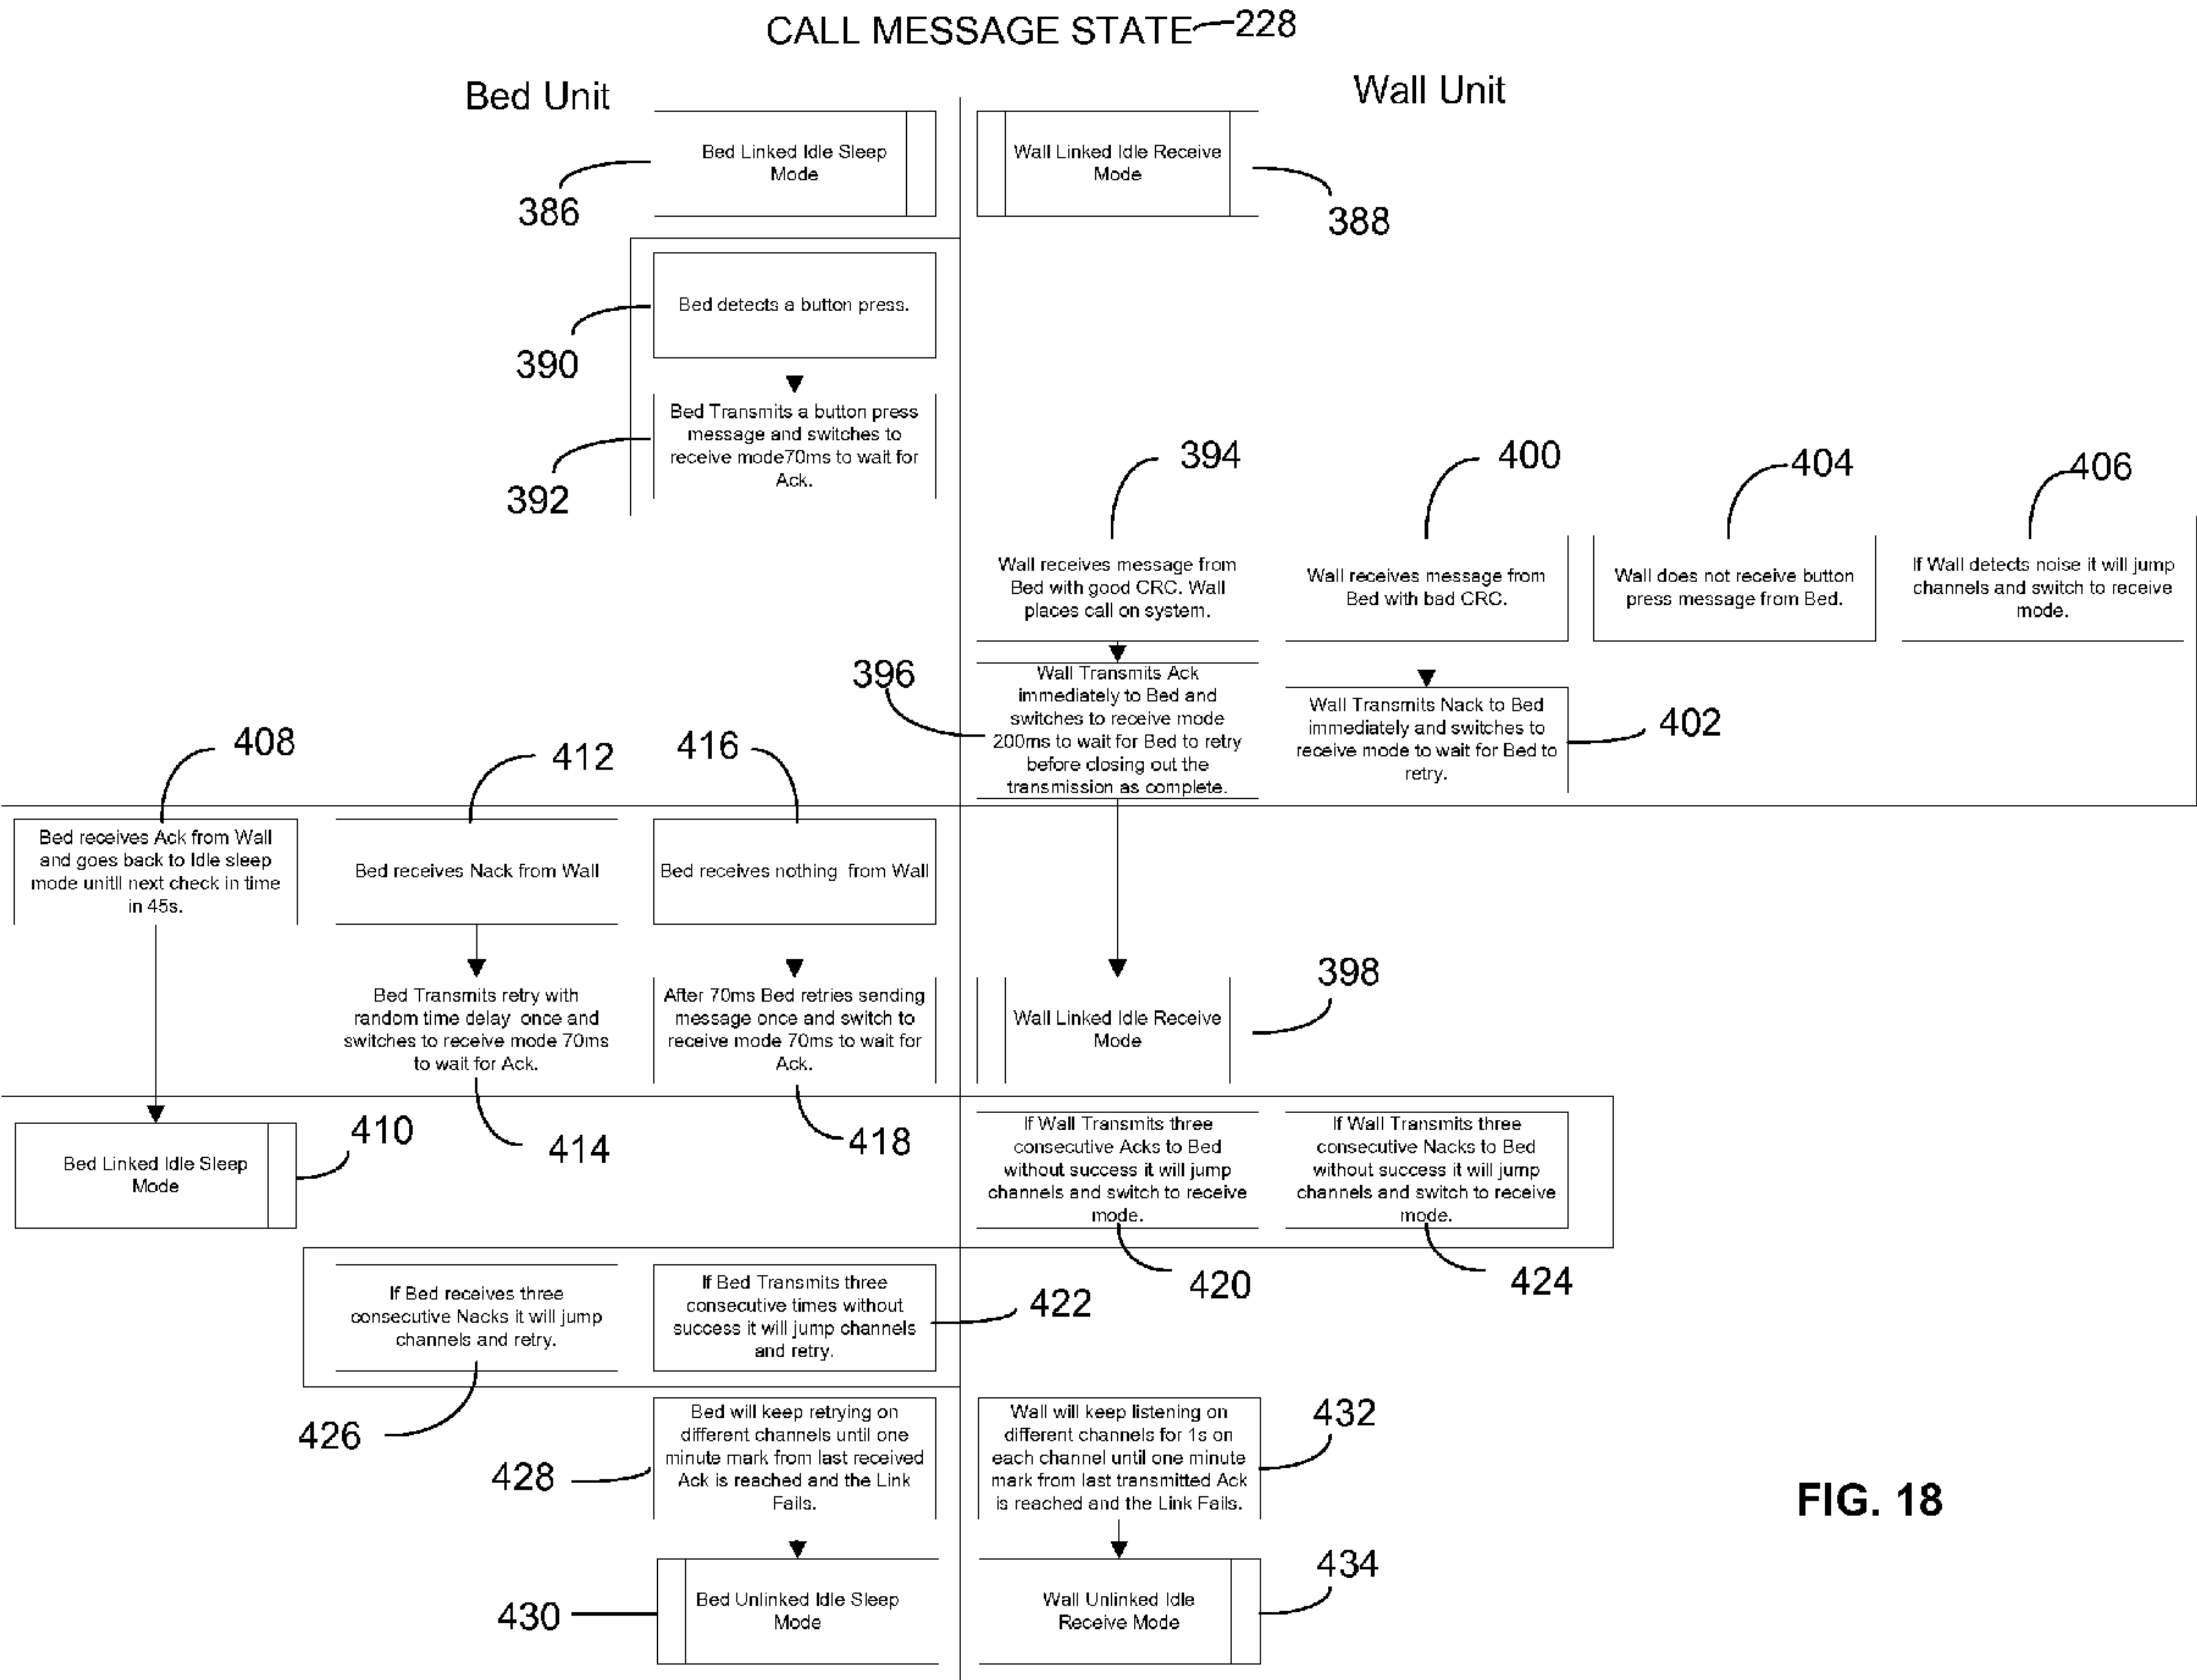 CALL MESSAGE STATE
228
Bed Unit
Wall Unit
Bed Linked Idle Sleep
Mode
386
Wall Linked Idle Receive
Mode
388
Bed detects a button press.
390
Bed Transmits a button press
message and switches to
receive mode70ms to wait for
Ack.
392
394
400
404
406
Wall receives message from
Bed with good CRC. Wall
places call on system.
Wall receives message from
Bed with bad CRC.
Wall does not receive button
press message from Bed.
If Wall detects noise it will jump
channels and switch to receive
mode.
396
Wall Transmits Ack
immediately to Bed and
switches to receive mode
200ms to wait for Bed to retry
before closing out the
transmission as complete.
Wall Transmits Nack to Bed
immediately and switches to
receive mode to wait for Bed to
retry.
402
408
412
416
Bed receives Ack from Wall
and goes back to Idle sleep
mode unitll next check in time
in 45s.
Bed receives Nack from Wall
Bed receives nothing from Wall
Bed Transmits retry with
random time delay once and
switches to receive mode 70ms
to wait for Ack.
After 70ms Bed retries sending
message once and switch to
receive mode 70ms to wait for
Ack.
Wall Linked Idle Receive
Mode
398
Bed Linked Idle Sleep
Mode
410
414
418
If Wall Transmits three
consecutive Acks to Bed
without success it will jump
channels and switch to receive
mode.
If Wall Transmits three
consecutive Nacks to Bed
without success it will jump
channels and switch to receive
mode.
420
424
If Bed receives three
consecutive Nacks it will jump
channels and retry.
If Bed Transmits three
consecutive times without
success it will jump channels
and retry.
422
426
Bed will keep retrying on
different channels until one
minute mark from last received
Ack is reached and the Link
Fails.
428
Wall will keep listening on
different channels for 1s on
each channel until one minute
mark from last transmitted Ack
is reached and the Link Fails.
432
Bed Unlinked Idle Sleep
Mode
430
Wall Unlinked Idle
Receive Mode
434
FIG. 18